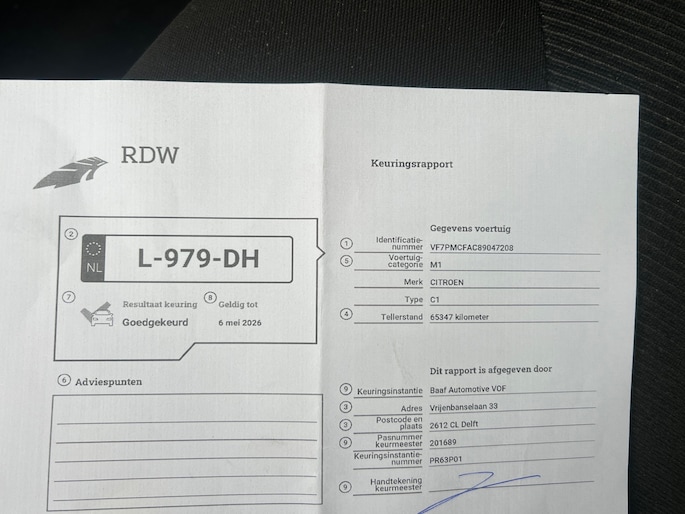 RDW
Keuringsrapport
2
NL
L-979-DH
7
Resultaat keuring
Goedgekeurd
8
Geldig tot
6 mei 2026
Gegevens voertuig
1
Identificatie-
nummer
VF7PMCFAC89047208
5
Voertuig-
categorie
M1
Merk
CITROEN
Type
C1
4
Tellerstand
65347 kilometer
6
Adviespunten
Dit rapport is afgegeven door
9
Keuringsinstantie
Baaf Automotive VOF
3
Adres
Vrijenbanselaan 33
3
Postcode en
plaats
2612 CL Delft
9
Pasnummer
keurmeester
201689
Keuringsinstantie-
nummer
PR63P01
9
Handtekening
keurmeester